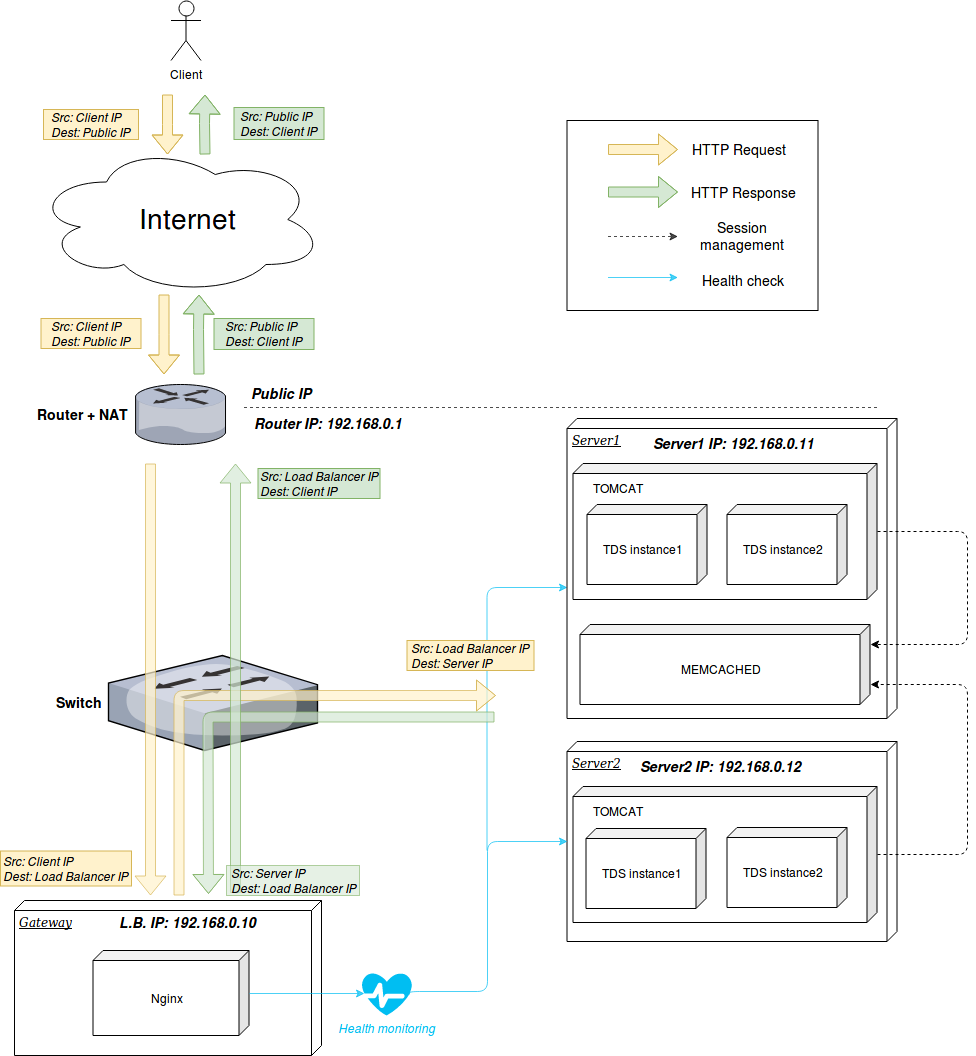 Client
Src: Client IP
Dest: Public IP
Src: Public IP
Dest: Client IP
Internet
HTTP Request
HTTP Response
Session
management
Health check
Src: Client IP
Dest: Public IP
Src: Public IP
Dest: Client IP
Router + NAT
Public IP
Router IP: 192.168.0.1
Src: Load Balancer IP
Dest: Client IP
Server1
Server1 IP: 192.168.0.11
TOMCAT
TDS instance1
TDS instance2
MEMCACHED
Src: Load Balancer IP
Dest: Server IP
Switch
Server2
Server2 IP: 192.168.0.12
TOMCAT
TDS instance1
TDS instance2
Src: Client IP
Dest: Load Balancer IP
Src: Server IP
Dest: Load Balancer IP
Gateway
L.B. IP: 192.168.0.10
Nginx
Health monitoring